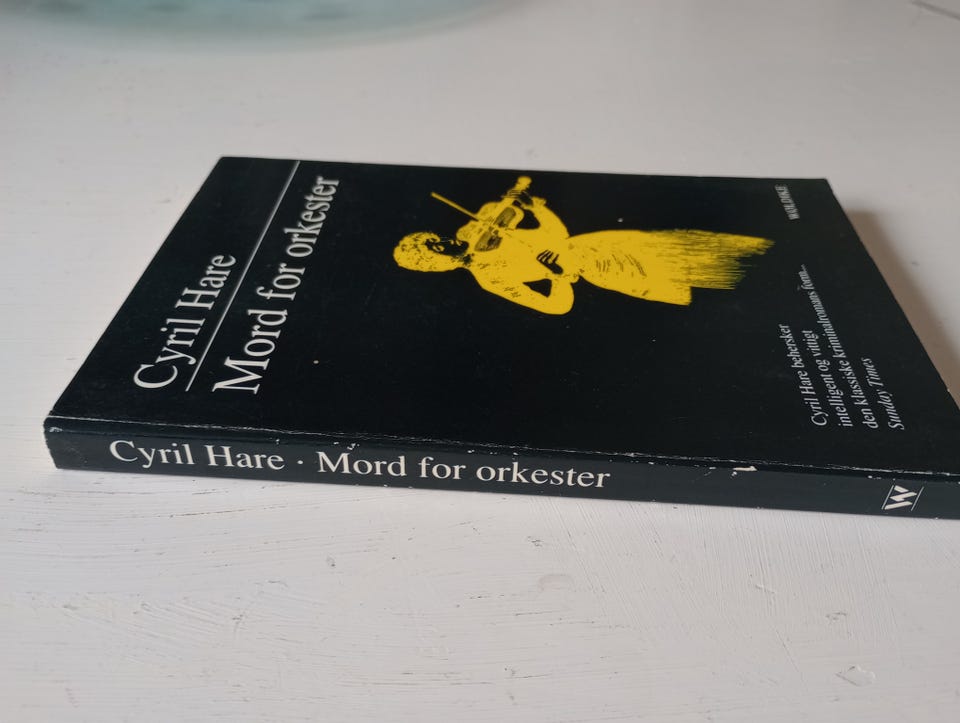 Cyril Hare
Mord for orkester
WOLDIKE
Cyril Hare behersker
intelligent og vittigt
den klassiske kriminalromans form...
Sunday Times
Cyril Hare · Mord for orkester
W